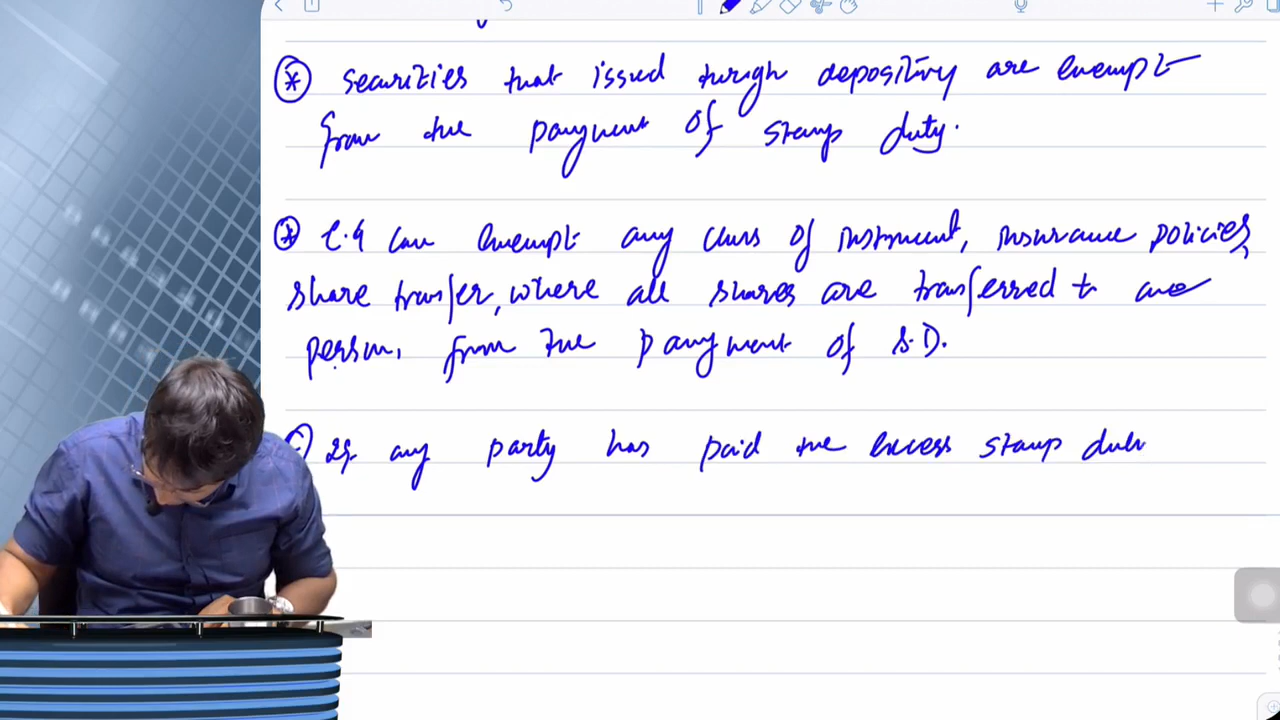 * securities that issued through depository are exempt
from the payment of stamp duty.
* C.G can exempt any class of instrument, insurance policies,
share transfer, where all shares are transferred to one
person, from the payment of S.D.
If any party has paid the excess stamp dut